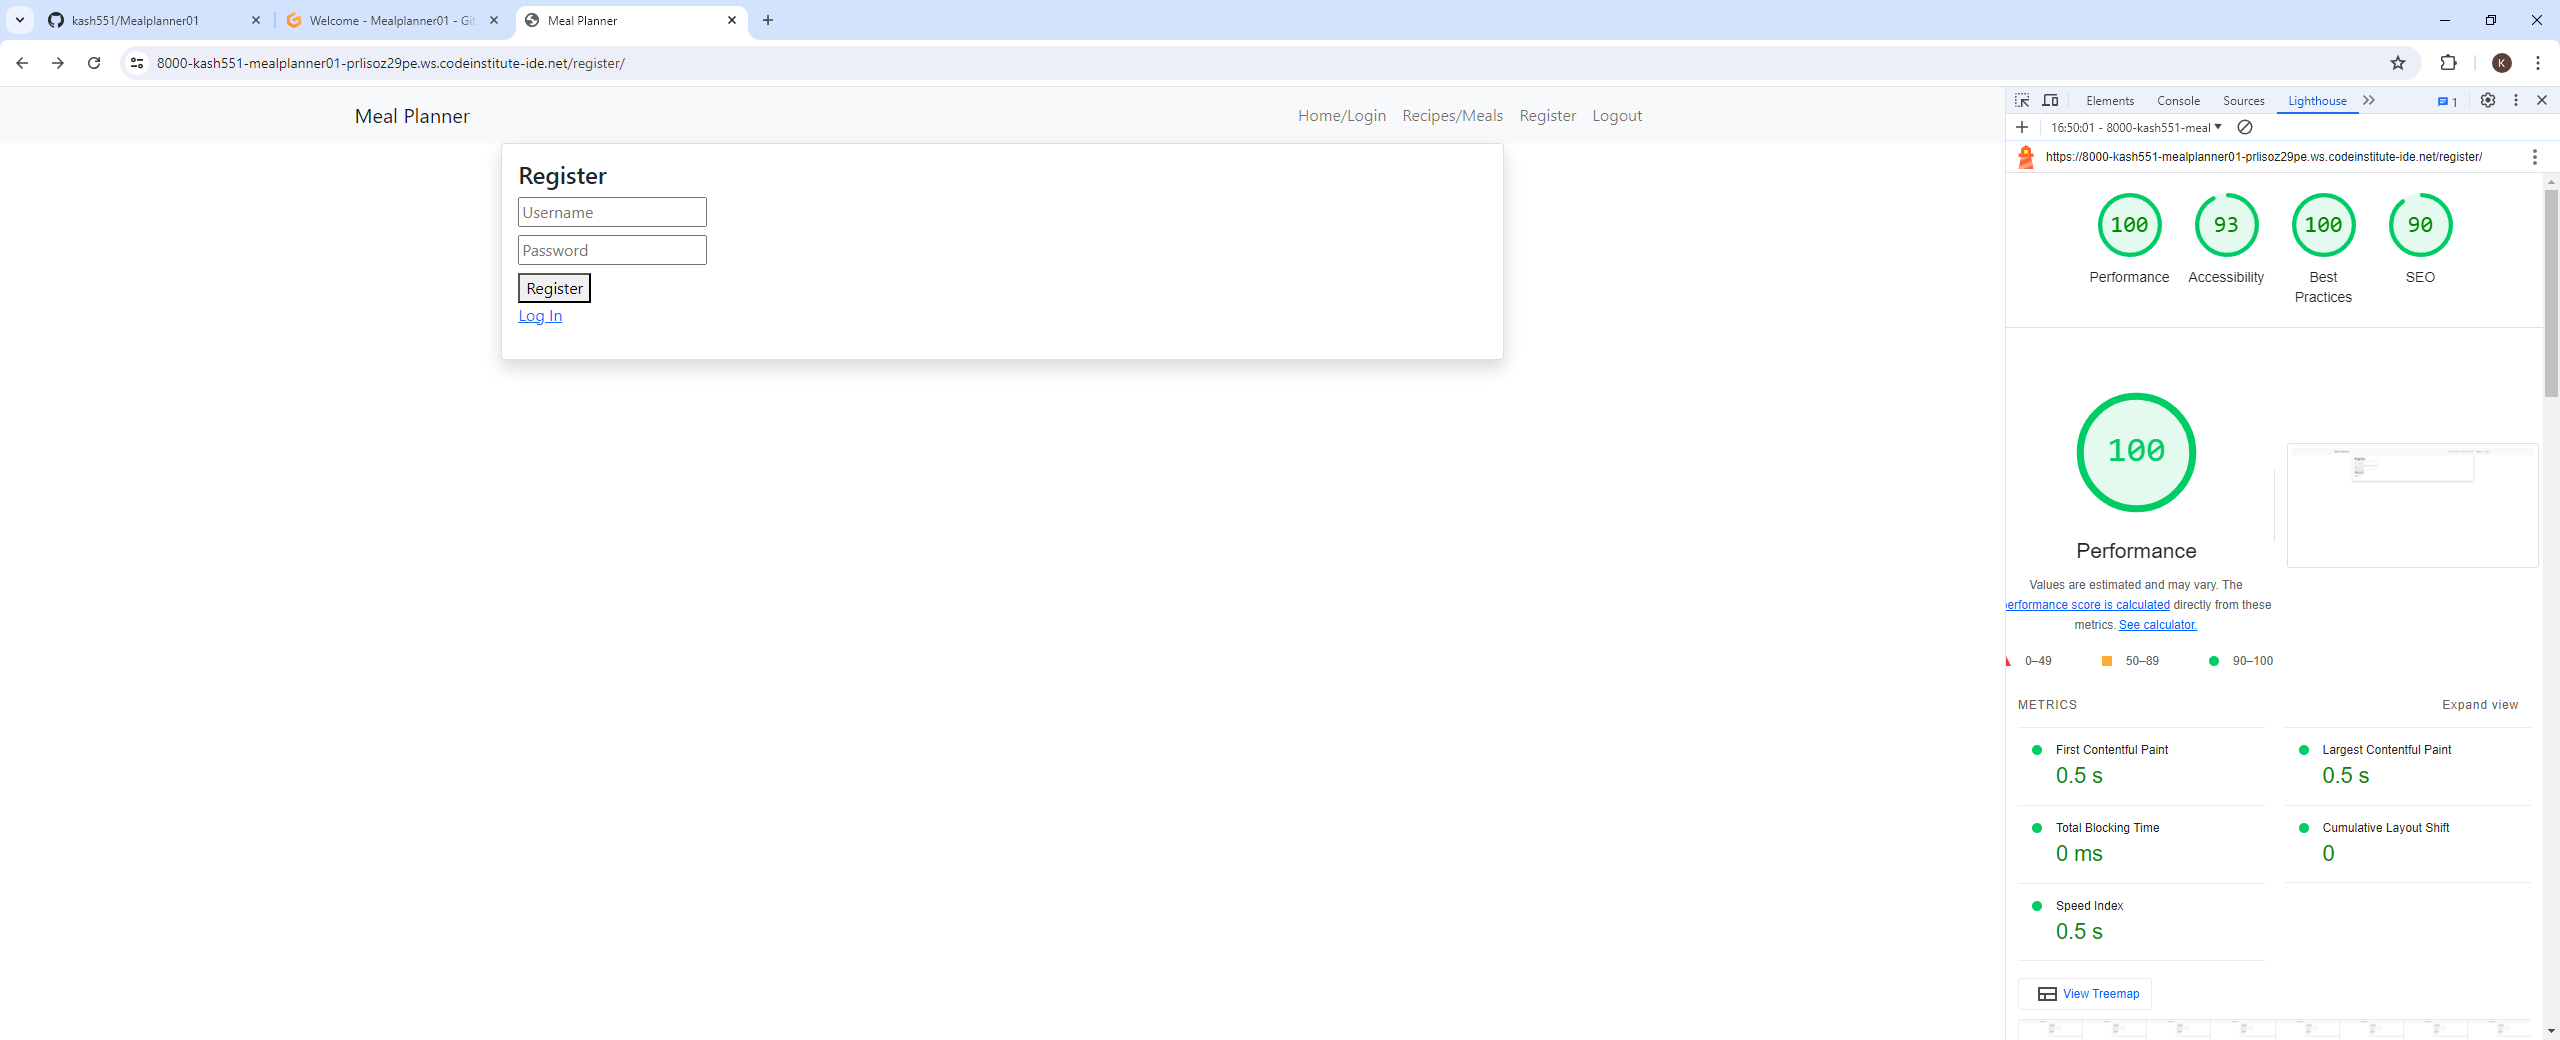 kash551/Mealplanner01
Welcome - Mealplanner01 - Git
Meal Planner
8000-kash551-mealplanner01-prlisoz29pe.ws.codeinstitute-ide.net/register/
K
Meal Planner
Home/Login Recipes/Meals Register Logout
Register
Username
Password
Register
Log In
Elements Console Sources Lighthouse 1
16:50:01 - 8000-kash551-meal
https://8000-kash551-mealplanner01-prlisoz29pe.ws.codeinstitute-ide.net/register/
100 93 100 90
Performance Accessibility Best Practices SEO
100
Performance
Values are estimated and may vary. The
performance score is calculated directly from these
metrics. See calculator.
0–49 50–89 90–100
METRICS Expand view
First Contentful Paint
0.5 s
Largest Contentful Paint
0.5 s
Total Blocking Time
0 ms
Cumulative Layout Shift
0
Speed Index
0.5 s
View Treemap